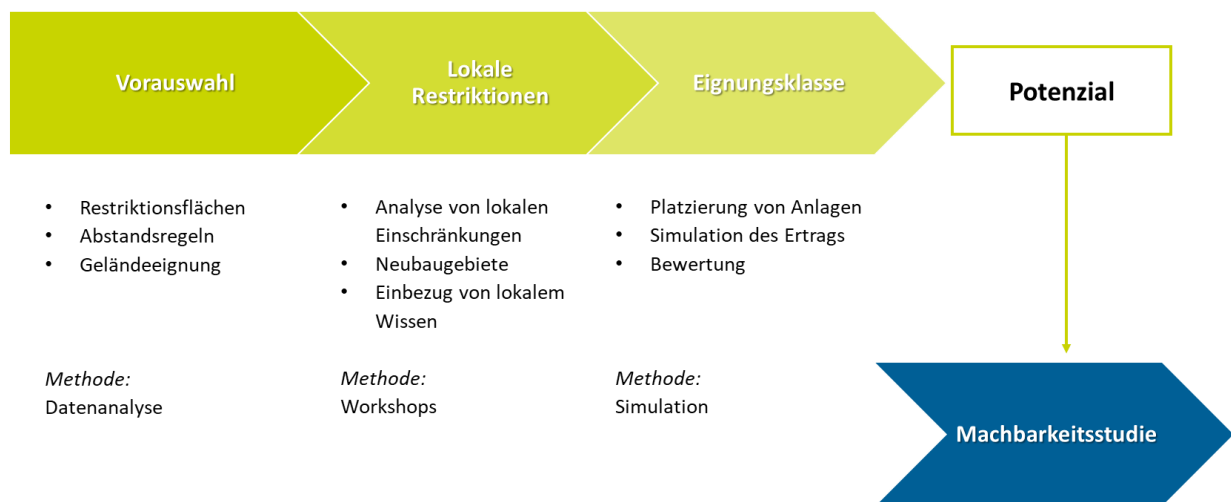 Vorauswahl
Lokale
Restriktionen
Eignungsklasse
Potenzial
• Restriktionsflächen
• Abstandsregeln
• Geländeeignung
Methode:
Datenanalyse
• Analyse von lokalen
Einschränkungen
• Neubaugebiete
• Einbezug von lokalem
Wissen
Methode:
Workshops
• Platzierung von Anlagen
• Simulation des Ertrags
• Bewertung
Methode:
Simulation
Machbarkeitsstudie